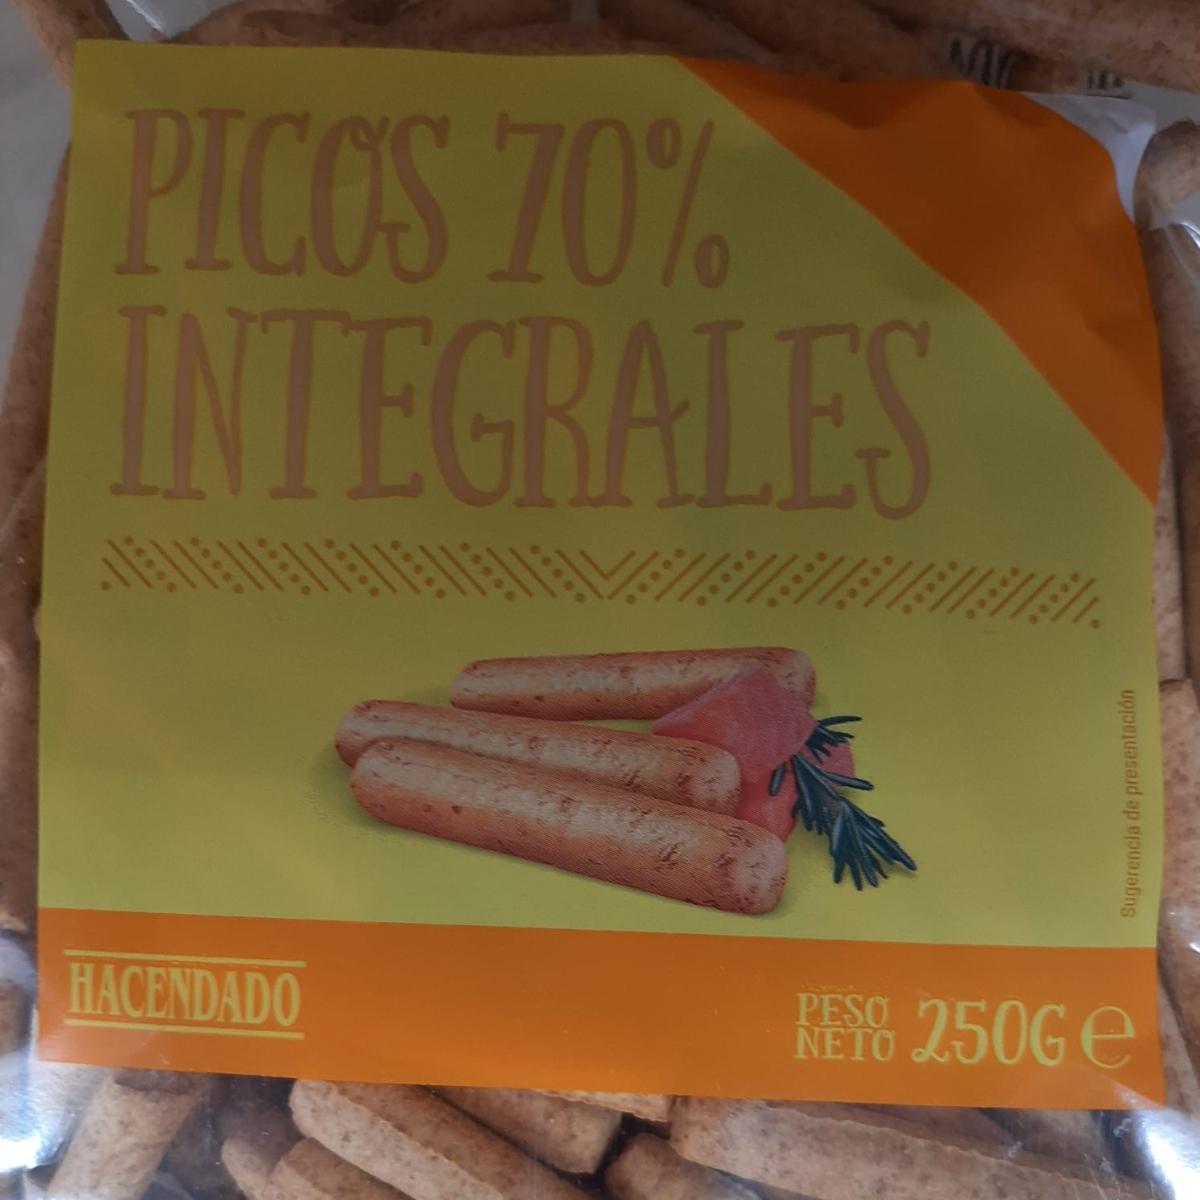 PICOS 70%
INTEGRALES
Sugerencia de presentación
HACENDADO
PESO
NETO 250G e